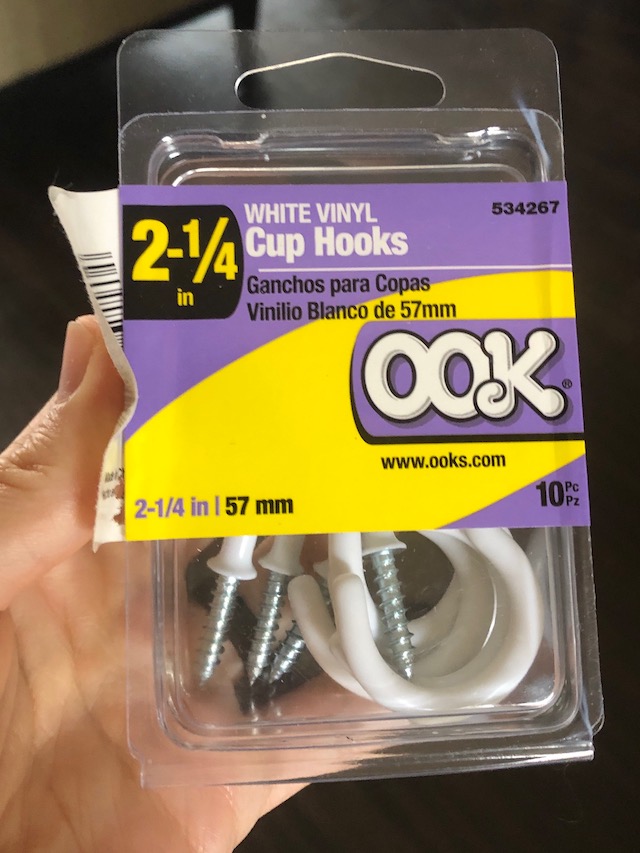 2-1/4
in
WHITE VINYL
Cup Hooks
534267
Ganchos para Copas
Vinilio Blanco de 57mm
OOK®
www.ooks.com
2-1/4 in | 57 mm
10 Pc
Pz